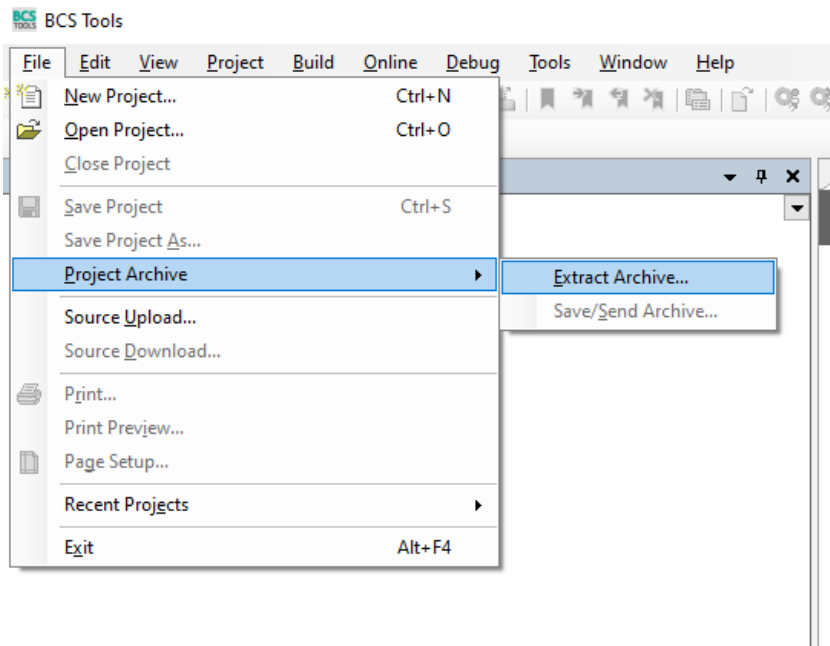 BCS TOOLS BCS Tools
File Edit View Project Build Online Debug Tools Window Help
New Project... Ctrl+N
Open Project... Ctrl+O
Close Project
Save Project Ctrl+S
Save Project As...
Project Archive
Extract Archive...
Save/Send Archive...
Source Upload...
Source Download...
Print...
Print Preview...
Page Setup...
Recent Projects
Exit Alt+F4